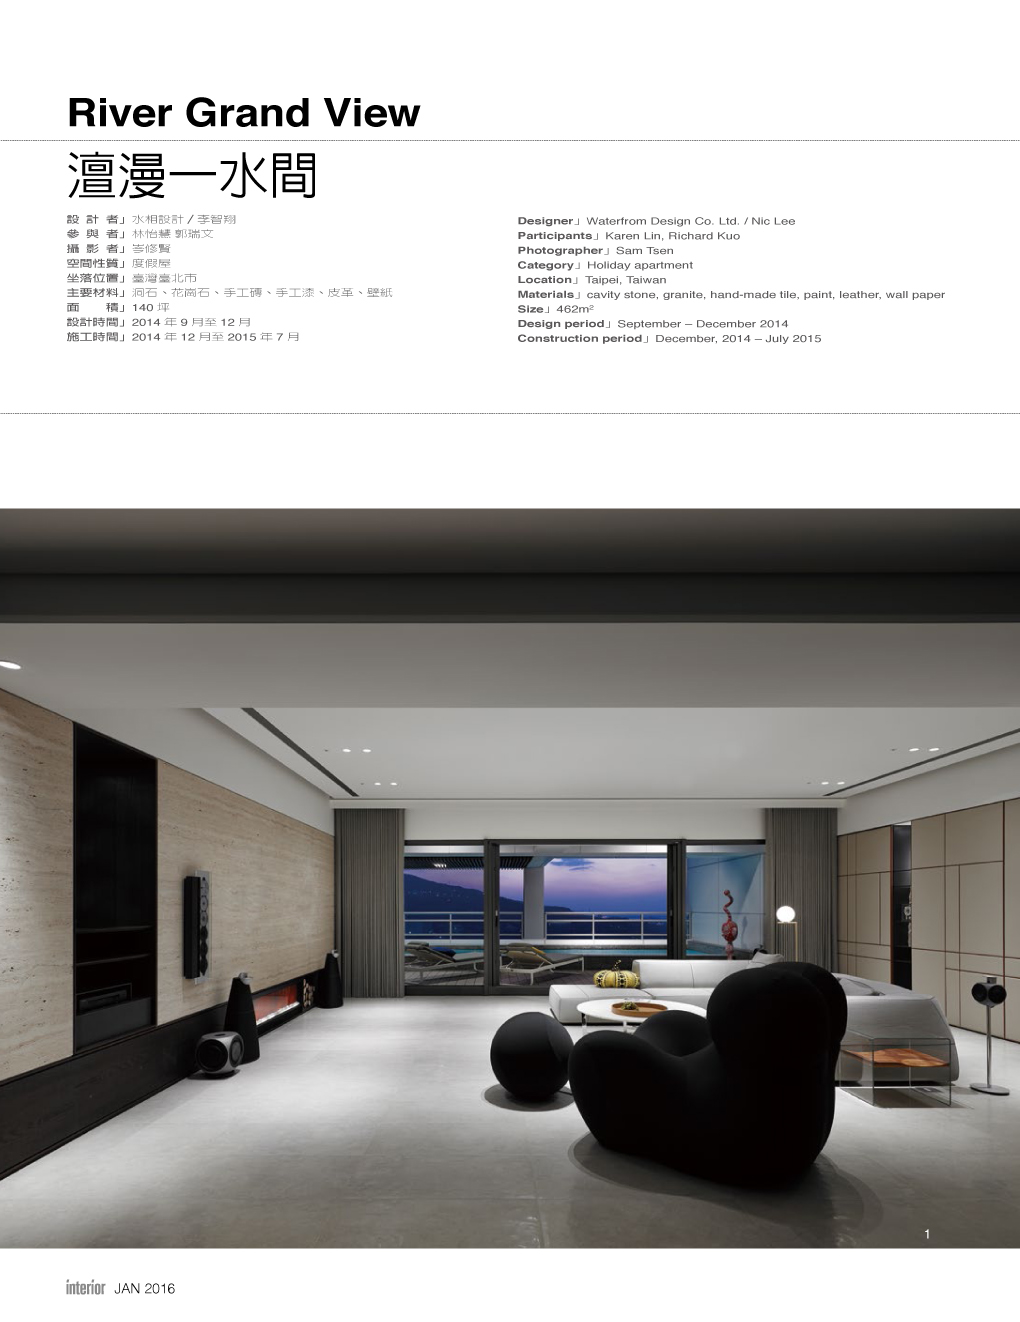 River Grand View
澶漫一水間
設計者」水相設計 / 李智翔
參與者」林怡慧 郭瑞文
攝影者」岑修賢
空間性質」度假屋
坐落位置」臺灣臺北市
主要材料」洞石、花崗石、手工磚、手工漆、皮革、壁紙
面積」140 坪
設計時間」2014 年 9 月至 12 月
施工時間」2014 年 12 月至 2015 年 7 月
Designer」Waterfrom Design Co. Ltd. / Nic Lee
Participants」Karen Lin, Richard Kuo
Photographer」Sam Tsen
Category」Holiday apartment
Location」Taipei, Taiwan
Materials」cavity stone, granite, hand-made tile, paint, leather, wall paper
Size」462m²
Design period」September – December 2014
Construction period」December, 2014 – July 2015
1
interior JAN 2016